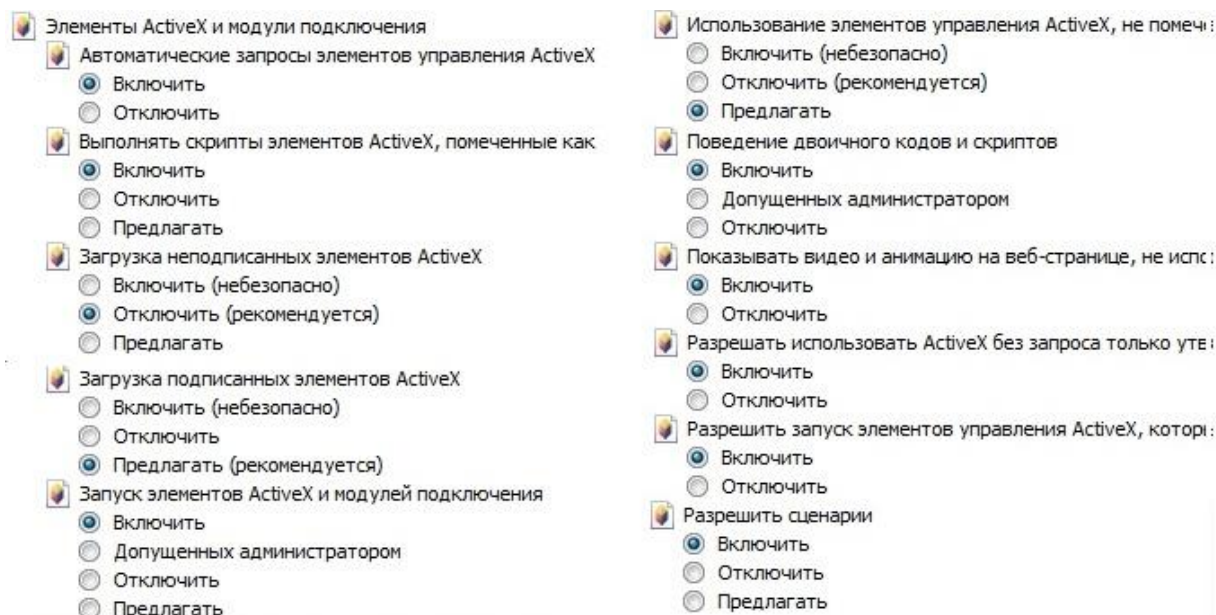 Элементы ActiveX и модули подключения
Автоматические запросы элементов управления ActiveX
Включить
Отключить
Выполнять скрипты элементов ActiveX, помеченные как
Включить
Отключить
Предлагать
Загрузка неподписанных элементов ActiveX
Включить (небезопасно)
Отключить (рекомендуется)
Предлагать
Загрузка подписанных элементов ActiveX
Включить (небезопасно)
Отключить
Предлагать (рекомендуется)
Запуск элементов ActiveX и модулей подключения
Включить
Допущенных администратором
Отключить
Предлагать
Использование элементов управления ActiveX, не
Включить (небезопасно)
Отключить (рекомендуется)
Предлагать
Поведение двоичного кодов и скриптов
Включить
Допущенных администратором
Отключить
Показывать видео и анимацию на веб-странице, не
Включить
Отключить
Разрешать использовать ActiveX без запроса только
Включить
Отключить
Разрешить запуск элементов управления ActiveX,
Включить
Отключить
Разрешить сценарии
Включить
Отключить
Предлагать